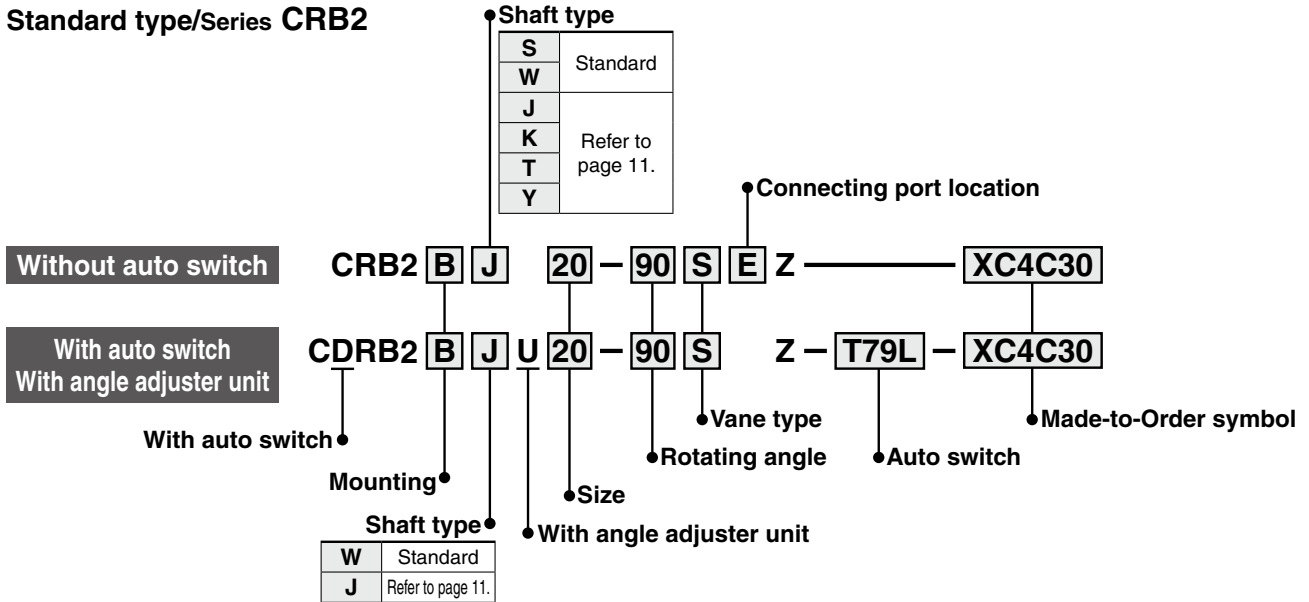 Standard type/Series CRB2
Shaft type
S
W
Standard
J
K
T
Y
Refer to
page 11.
Connecting port location
Without auto switch
CRB2 B J 20 – 90 S E Z — XC4C30
With auto switch
With angle adjuster unit
CDRB2 B J U 20 – 90 S Z – T79L – XC4C30
With auto switch
Mounting
Shaft type
W Standard
J Refer to page 11.
With angle adjuster unit
Size
Rotating angle
Vane type
Auto switch
Made-to-Order symbol